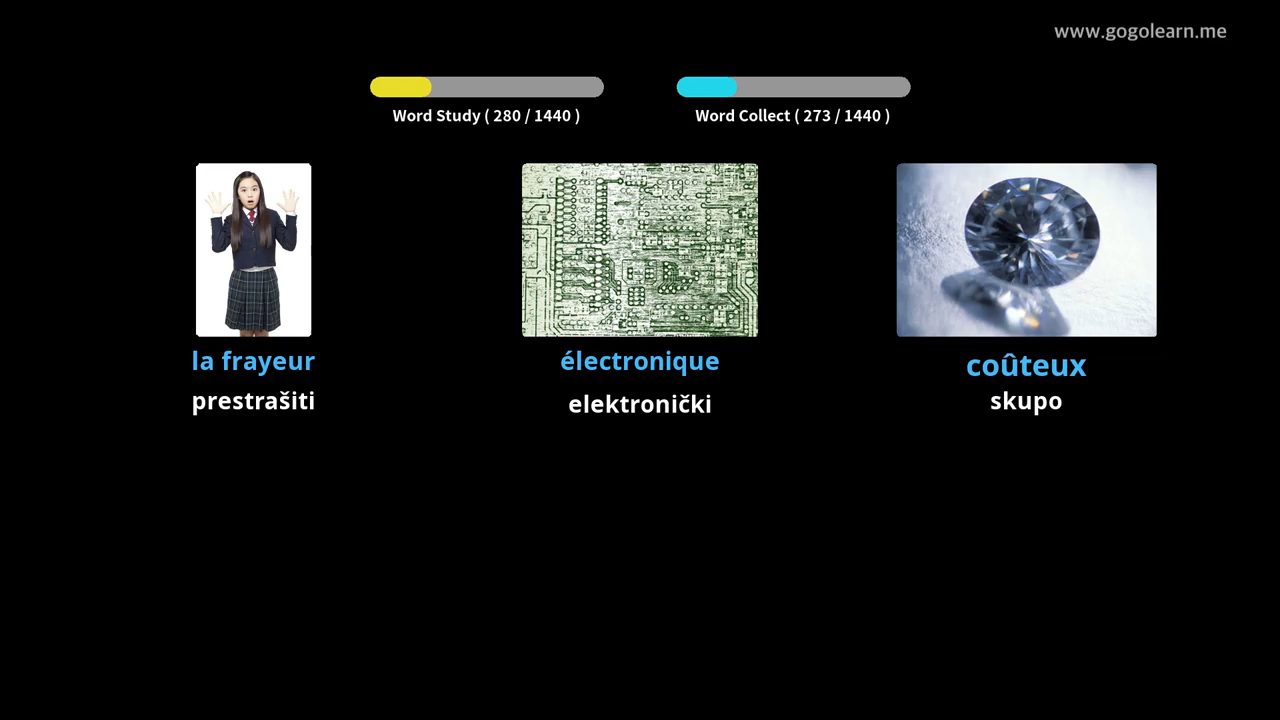 www.gogolearn.me
Word Study ( 280 / 1440 )
Word Collect ( 273 / 1440 )
la frayeur
prestrašiti
électronique
elektronički
coûteux
skupo